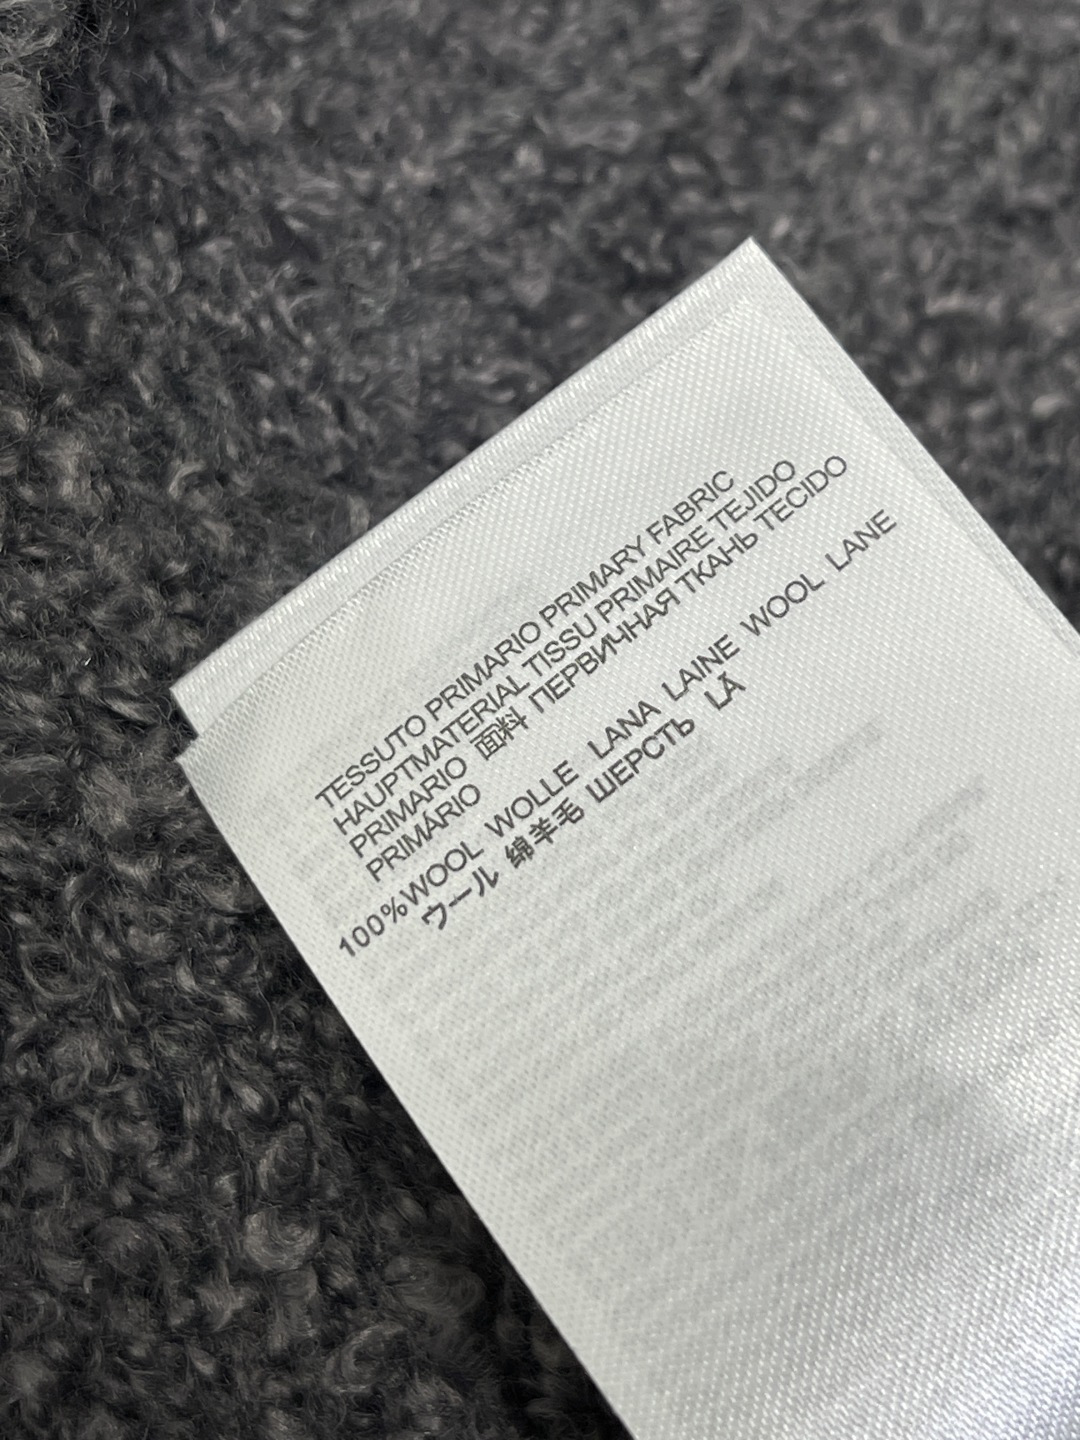 TESSUTO PRIMARIO PRIMARY FABRIC
HAUPTMATERIAL TISSU PRIMAIRE TEJIDO
PRIMARIO 面料 ПЕРВИЧНАЯ ТКАНЬ TECIDO
PRIMÁRIO
100%WOOL WOLLE LANA LAINE WOOL LANE
ウール 绵羊毛 ШЕРСТЬ LÃ